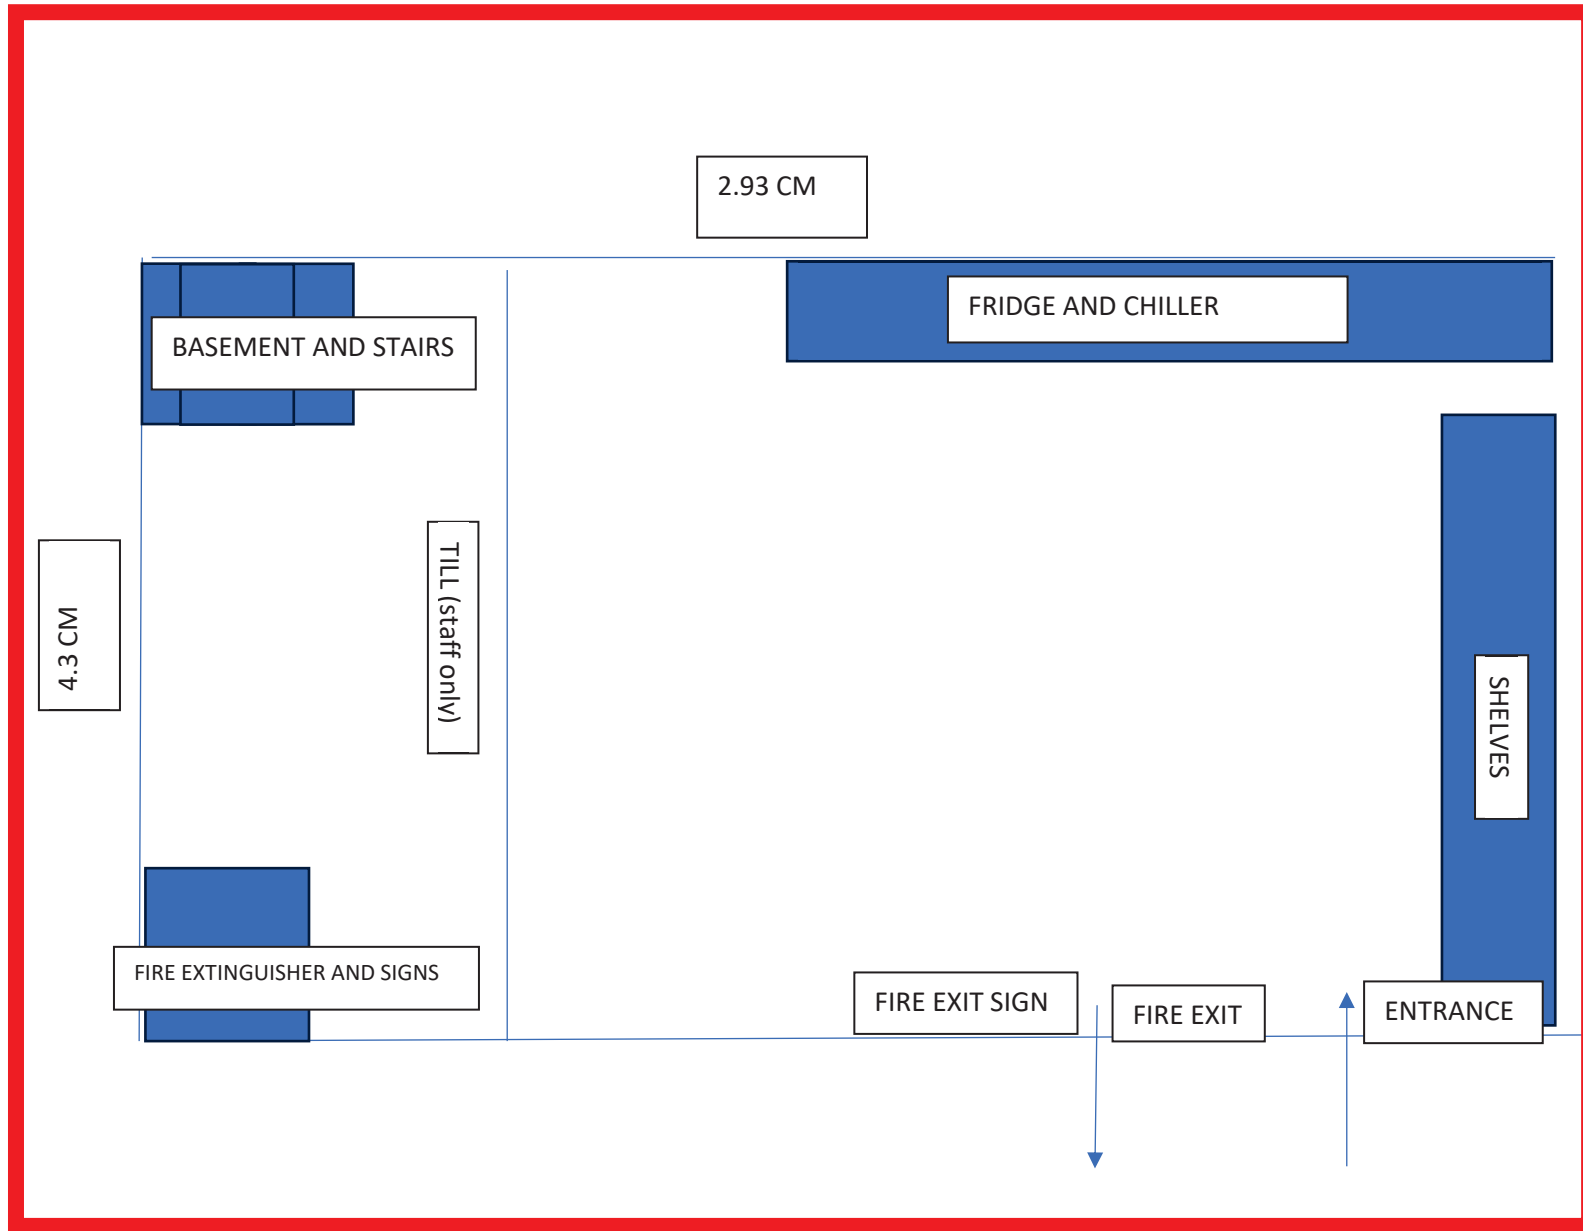 2.93 CM
FRIDGE AND CHILLER
BASEMENT AND STAIRS
4.3 CM
TILL (staff only)
SHELVES
FIRE EXTINGUISHER AND SIGNS
FIRE EXIT SIGN
FIRE EXIT
ENTRANCE